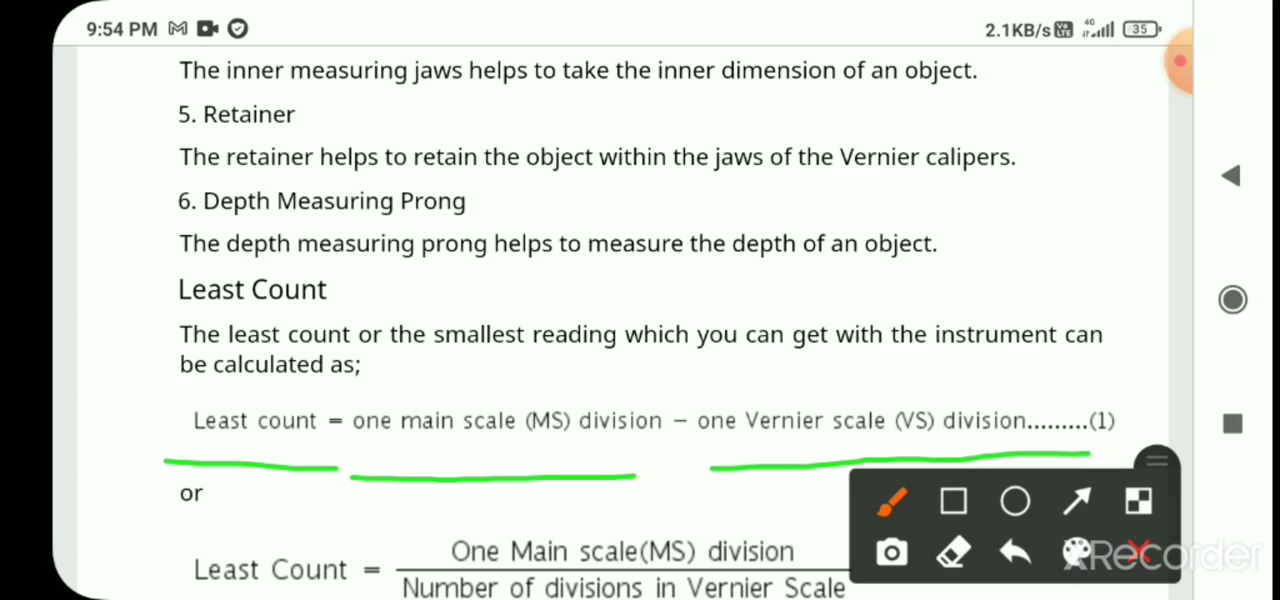 9:54 PM 2.1KB/s Vo LTE 4G 35
The inner measuring jaws helps to take the inner dimension of an object.
5. Retainer
The retainer helps to retain the object within the jaws of the Vernier calipers.
6. Depth Measuring Prong
The depth measuring prong helps to measure the depth of an object.
Least Count
The least count or the smallest reading which you can get with the instrument can
be calculated as;
Least count = one main scale (MS) division − one Vernier scale (VS) division.........(1)
or
One Main scale(MS) division
Least Count =
Number of divisions in Vernier Scale
XRecorder